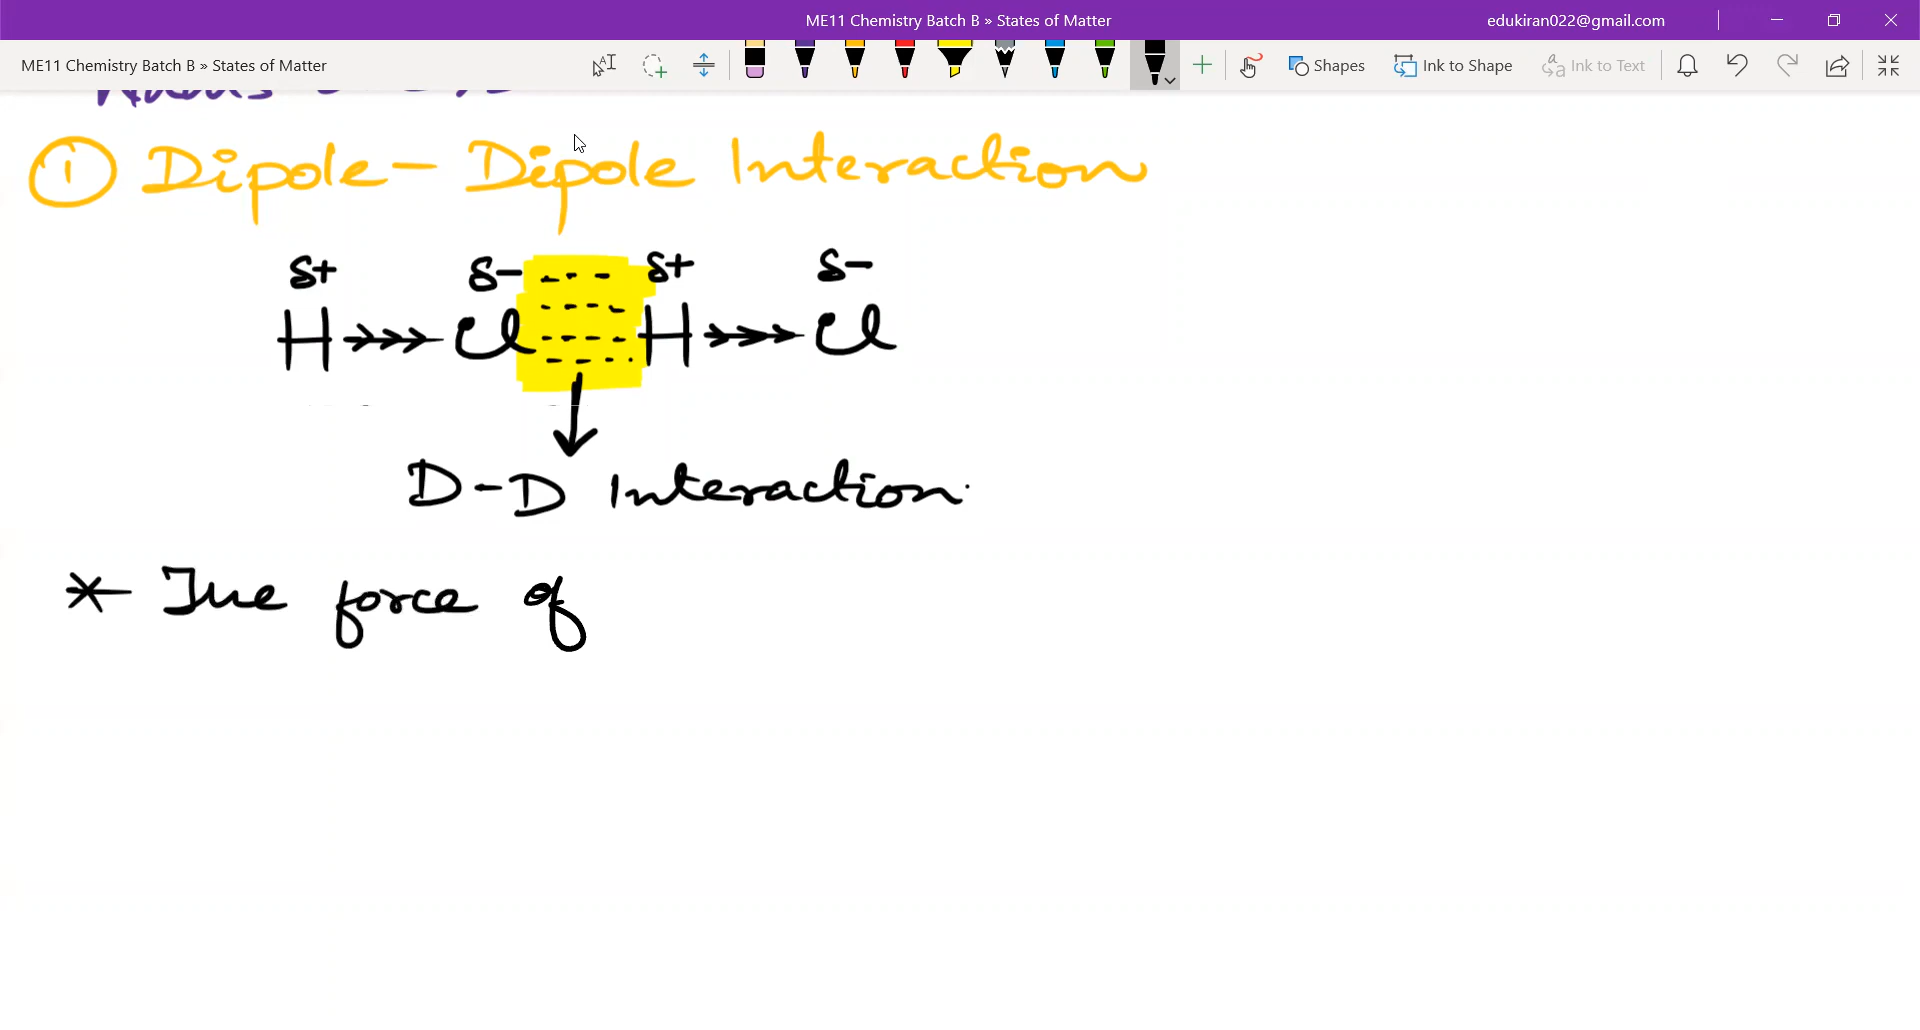 ME11 Chemistry Batch B » States of Matter
edukiran022@gmail.com
ME11 Chemistry Batch B » States of Matter
Shapes
Ink to Shape
Ink to Text
① Dipole - Dipole Interaction
δ+ δ- --- δ+ δ-
H Cl H Cl
D-D Interaction.
* The force of